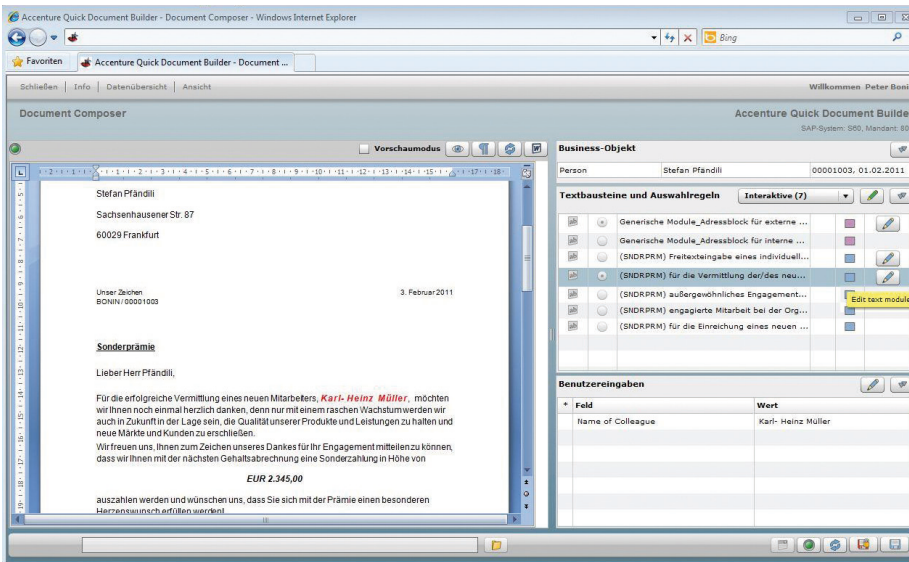 Accenture Quick Document Builder - Document Composer - Windows Internet Explorer
Bing
Favoriten
Accenture Quick Document Builder - Document ...
Schließen | Info | Datenübersicht | Ansicht
Willkommen Peter Boni
Document Composer
Accenture Quick Document Builde
SAP-System: S60, Mandant: 80
Vorschaumodus
Business-Objekt
Person Stefan Pfändili 00001003, 01.02.2011
Textbausteine und Auswahlregeln Interaktive (7)
Generische Module_Adressblock für externe ...
Generische Module_Adressblock für interne ...
(SNDRPRM) Freitexteingabe eines individuell...
(SNDRPRM) für die Vermittlung der/des neu...
(SNDRPRM) außergewöhnliches Engagement...
Edit text module
(SNDRPRM) engagierte Mitarbeit bei der Org...
(SNDRPRM) für die Einreichung eines neuen ...
Benutzereingaben
* Feld Wert
Name of Colleague Karl- Heinz Müller
Stefan Pfändili
Sachsenhausener Str. 87
60029 Frankfurt
Unser Zeichen 3. Februar 2011
BONIN / 00001003
Sonderprämie
Lieber Herr Pfändili,
Für die erfolgreiche Vermittlung eines neuen Mitarbeiters, Karl- Heinz Müller, möchten
wir Ihnen noch einmal herzlich danken, denn nur mit einem raschen Wachstum werden wir
auch in Zukunft in der Lage sein, die Qualität unserer Produkte und Leistungen zu halten und
neue Märkte und Kunden zu erschließen.
Wir freuen uns, Ihnen zum Zeichen unseres Dankes für Ihr Engagement mitteilen zu können,
dass wir Ihnen mit der nächsten Gehaltsabrechnung eine Sonderzahlung in Höhe von
EUR 2.345,00
auszahlen werden und wünschen uns, dass Sie sich mit der Prämie einen besonderen
Herzenswunsch erfüllen werden!